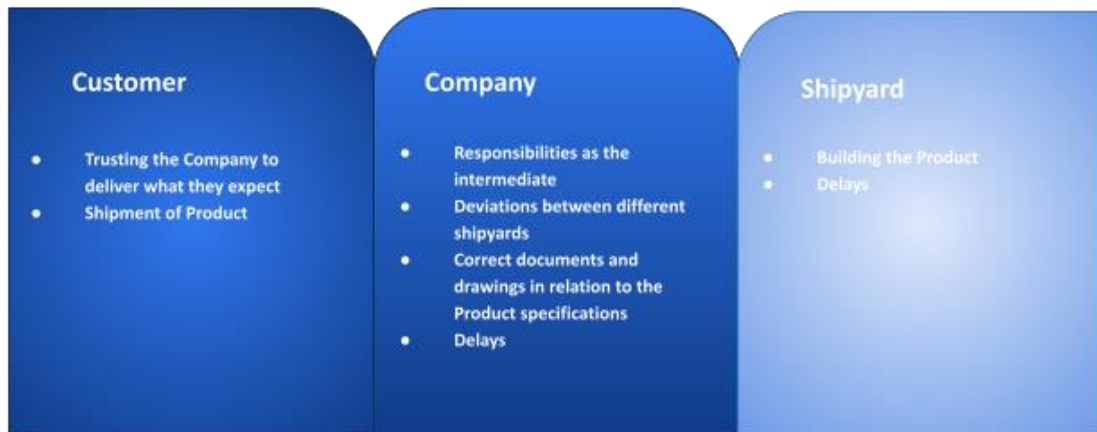 Customer
● Trusting the Company to
deliver what they expect
● Shipment of Product
Company
● Responsibilities as the
intermediate
● Deviations between different
shipyards
● Correct documents and
drawings in relation to the
Product specifications
● Delays
Shipyard
● Building the Product
● Delays